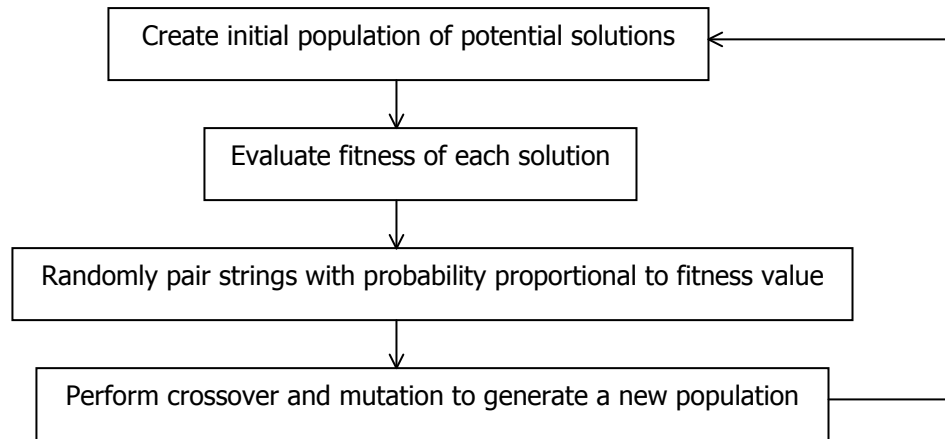 Create initial population of potential solutions
Evaluate fitness of each solution
Randomly pair strings with probability proportional to fitness value
Perform crossover and mutation to generate a new population